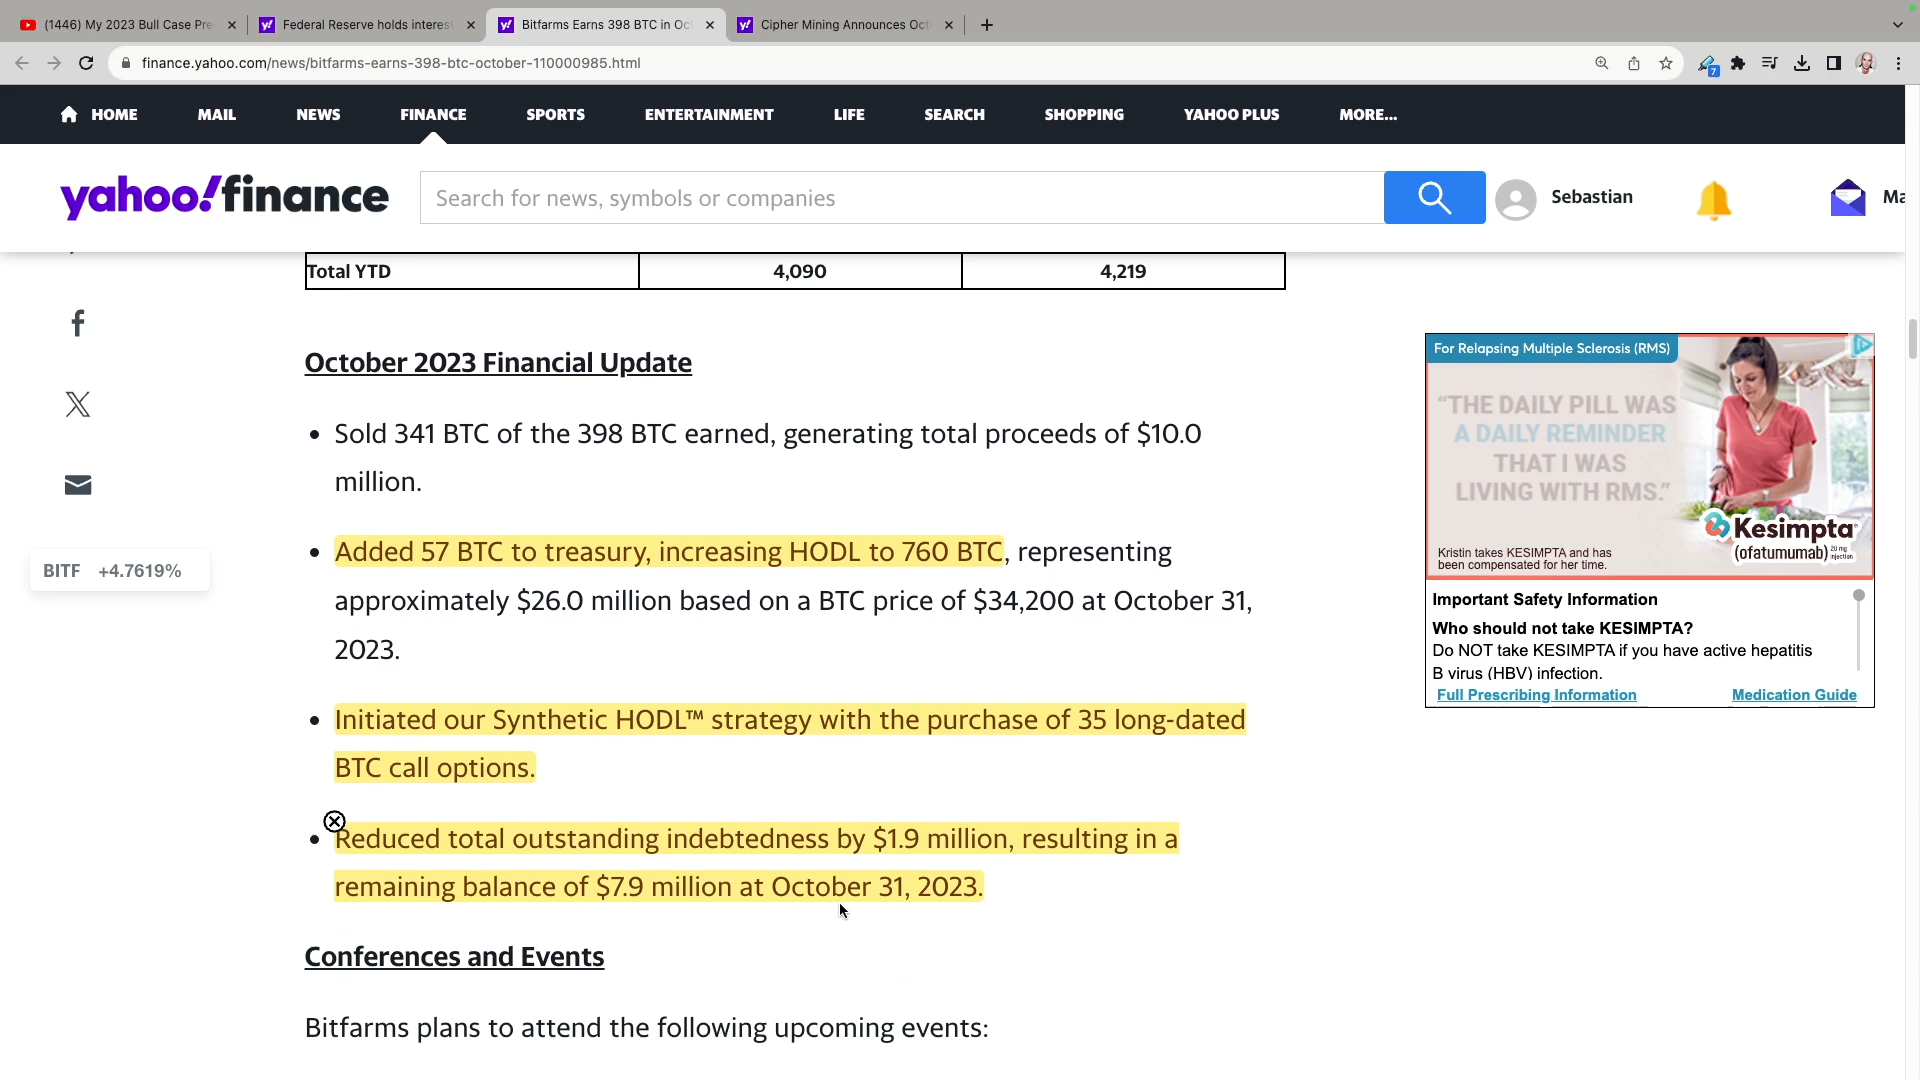 (1446) My 2023 Bull Case Pre
Federal Reserve holds interes
Bitfarms Earns 398 BTC in Oc
Cipher Mining Announces Oct
finance.yahoo.com/news/bitfarms-earns-398-btc-october-110000985.html
7
HOME MAIL NEWS FINANCE SPORTS ENTERTAINMENT LIFE SEARCH SHOPPING YAHOO PLUS MORE...
yahoo!finance
Search for news, symbols or companies
Sebastian
Ma
Total YTD 4,090 4,219
October 2023 Financial Update
• Sold 341 BTC of the 398 BTC earned, generating total proceeds of $10.0
million.
• Added 57 BTC to treasury, increasing HODL to 760 BTC, representing
approximately $26.0 million based on a BTC price of $34,200 at October 31,
2023.
• Initiated our Synthetic HODL™ strategy with the purchase of 35 long-dated
BTC call options.
• Reduced total outstanding indebtedness by $1.9 million, resulting in a
remaining balance of $7.9 million at October 31, 2023.
Conferences and Events
Bitfarms plans to attend the following upcoming events:
BITF +4.7619%
For Relapsing Multiple Sclerosis (RMS)
“THE DAILY PILL WAS
A DAILY REMINDER
THAT I WAS
LIVING WITH RMS.”
Kesimpta
(ofatumumab) 20 mg injection
Kristin takes KESIMPTA and has
been compensated for her time.
Important Safety Information
Who should not take KESIMPTA?
Do NOT take KESIMPTA if you have active hepatitis
B virus (HBV) infection.
Full Prescribing Information Medication Guide